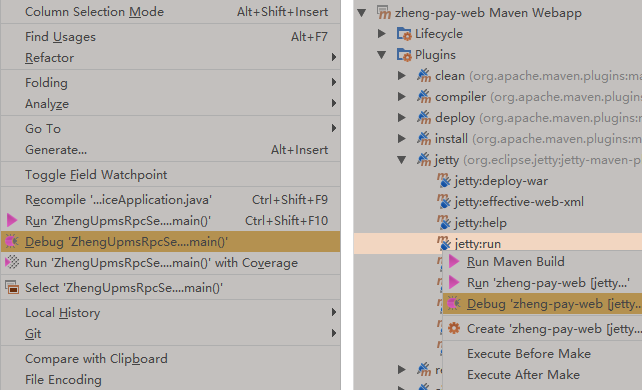 Column Selection Mode Alt+Shift+Insert
Find Usages Alt+F7
Refactor
Folding
Analyze
Go To
Generate... Alt+Insert
Toggle Field Watchpoint
Recompile '...iceApplication.java' Ctrl+Shift+F9
Run 'ZhengUpmsRpcSe....main()' Ctrl+Shift+F10
Debug 'ZhengUpmsRpcSe....main()'
Run 'ZhengUpmsRpcSe....main()' with Coverage
Select 'ZhengUpmsRpcSe....main()'
Local History
Git
Compare with Clipboard
File Encoding
zheng-pay-web Maven Webapp
Lifecycle
Plugins
clean (org.apache.maven.plugins:ma
compiler (org.apache.maven.plugins:
deploy (org.apache.maven.plugins:m
install (org.apache.maven.plugins:m
jetty (org.eclipse.jetty:jetty-maven-p
jetty:deploy-war
jetty:effective-web-xml
jetty:help
jetty:run
Run Maven Build
Run 'zheng-pay-web [jetty...'
Debug 'zheng-pay-web [jetty...
Create 'zheng-pay-web [jetty...
Execute Before Make
Execute After Make